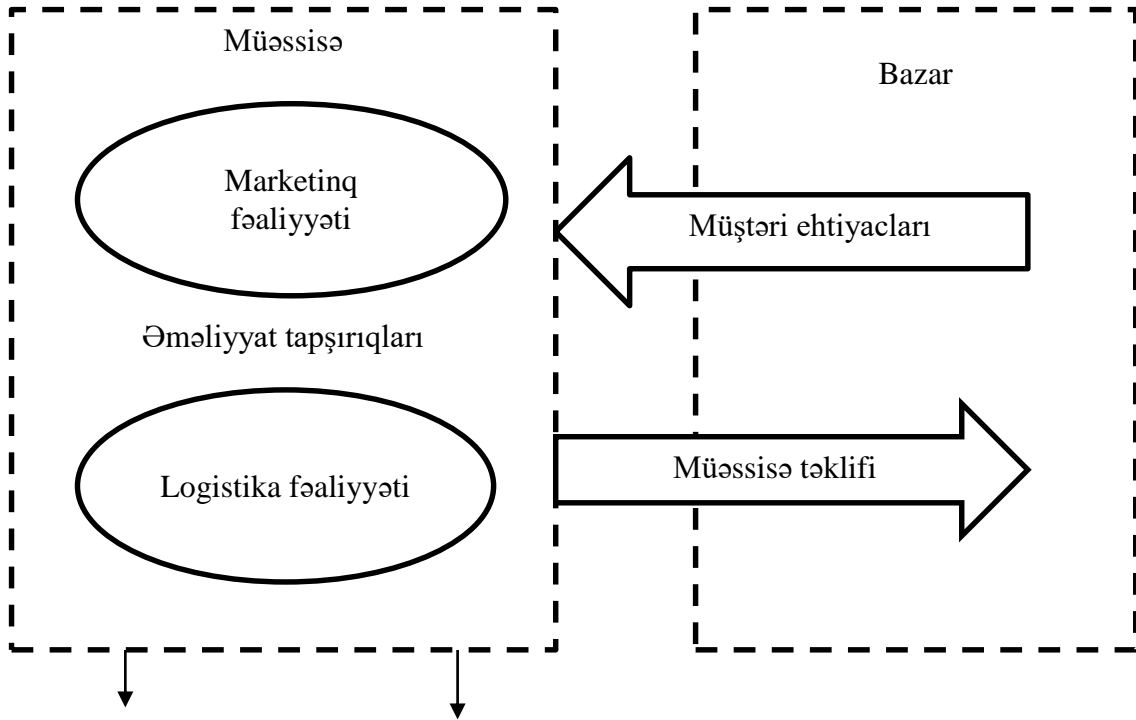 Müəssisə
Bazar
Marketinq
fəaliyyəti
Müştəri ehtiyacları
Əməliyyat tapşırıqları
Müəssisə təklifi
Logistika fəaliyyəti